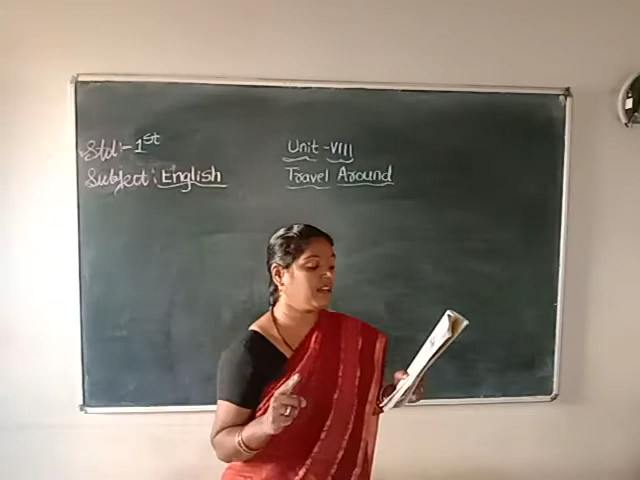 Std:- 1st
Subject: English
Unit - VIII
Travel Around